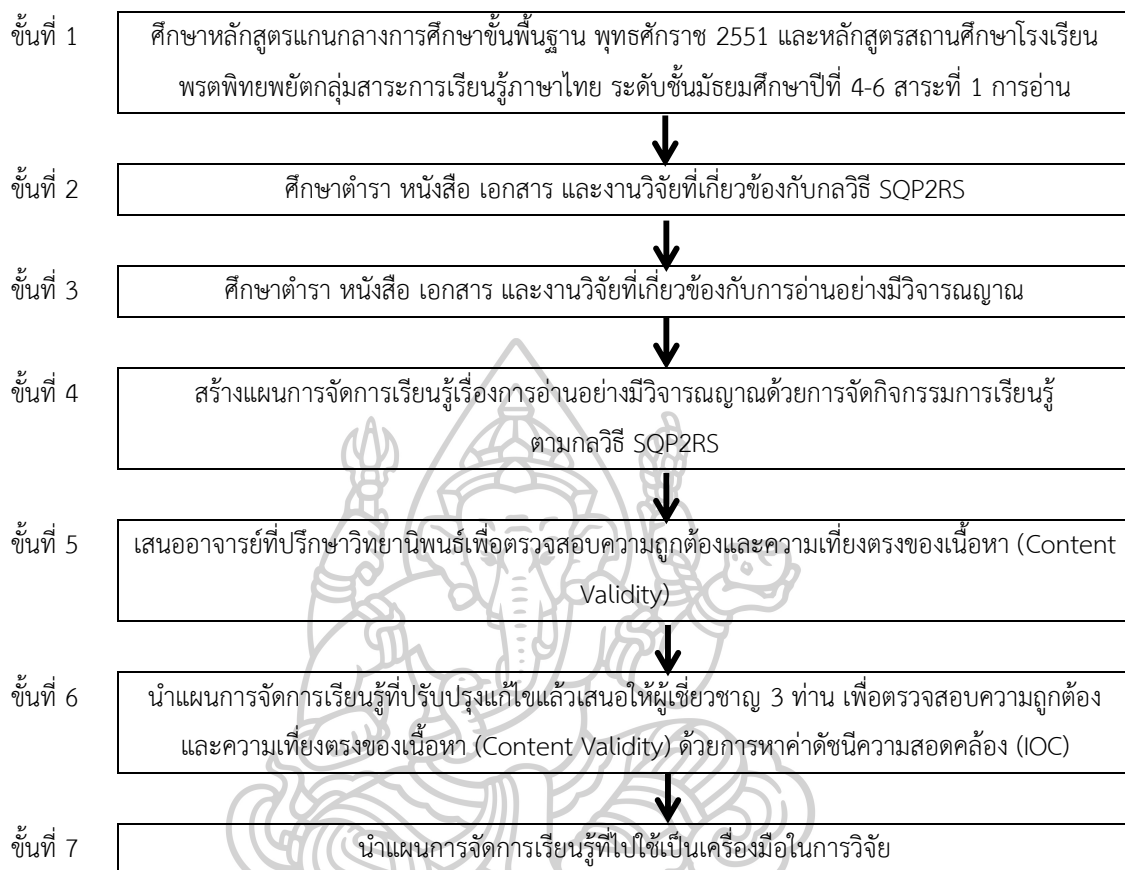 ขั้นที่ 1 ศึกษาหลักสูตรแกนกลางการศึกษาขั้นพื้นฐาน พุทธศักราช 2551 และหลักสูตรสถานศึกษาโรงเรียน
พรตพิทยพยัตกลุ่มสาระการเรียนรู้ภาษาไทย ระดับชั้นมัธยมศึกษาปีที่ 4-6 สาระที่ 1 การอ่าน
ขั้นที่ 2 ศึกษาตำรา หนังสือ เอกสาร และงานวิจัยที่เกี่ยวข้องกับกลวิธี SQP2RS
ขั้นที่ 3 ศึกษาตำรา หนังสือ เอกสาร และงานวิจัยที่เกี่ยวข้องกับการอ่านอย่างมีวิจารณญาณ
ขั้นที่ 4 สร้างแผนการจัดการเรียนรู้เรื่องการอ่านอย่างมีวิจารณญาณด้วยการจัดกิจกรรมการเรียนรู้
ตามกลวิธี SQP2RS
ขั้นที่ 5 เสนออาจารย์ที่ปรึกษาวิทยานิพนธ์เพื่อตรวจสอบความถูกต้องและความเที่ยงตรงของเนื้อหา (Content
Validity)
ขั้นที่ 6 นำแผนการจัดการเรียนรู้ที่ปรับปรุงแก้ไขแล้วเสนอให้ผู้เชี่ยวชาญ 3 ท่าน เพื่อตรวจสอบความถูกต้อง
และความเที่ยงตรงของเนื้อหา (Content Validity) ด้วยการหาค่าดัชนีความสอดคล้อง (IOC)
ขั้นที่ 7 นำแผนการจัดการเรียนรู้ที่ไปใช้เป็นเครื่องมือในการวิจัย